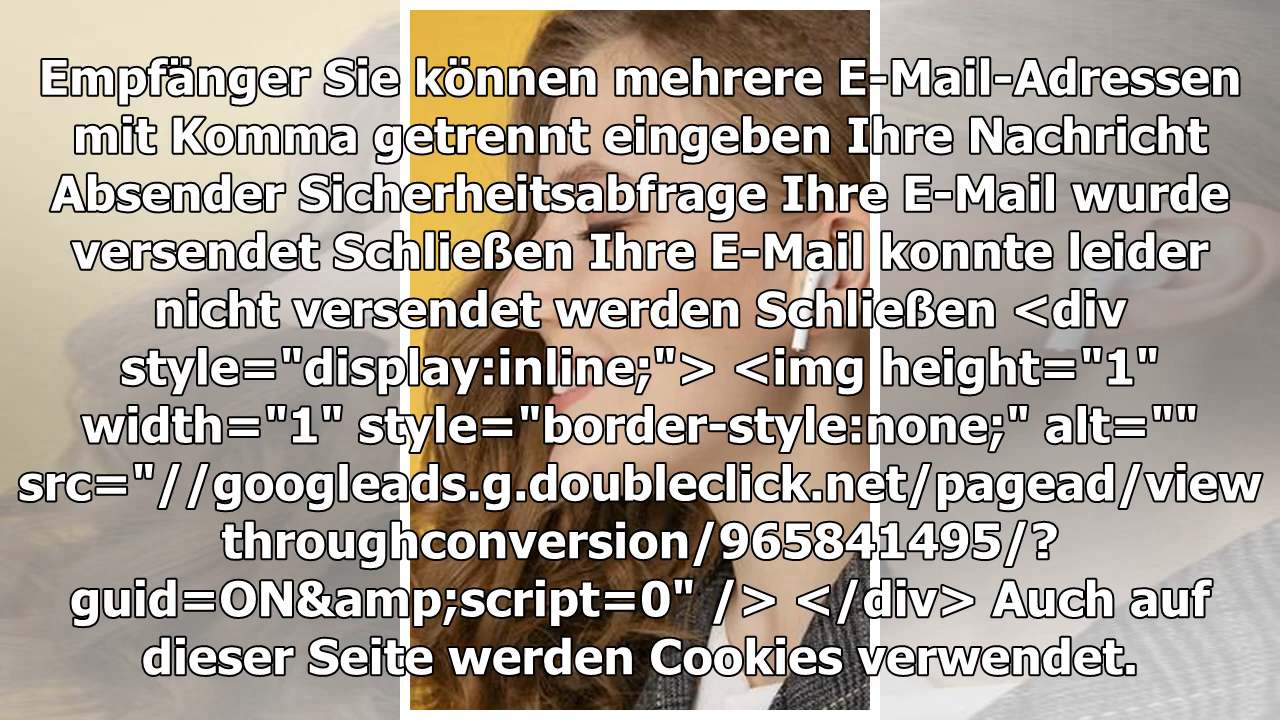 Empfänger Sie können mehrere E-Mail-Adressen
mit Komma getrennt eingeben Ihre Nachricht
Absender Sicherheitsabfrage Ihre E-Mail wurde
versendet Schließen Ihre E-Mail konnte leider
nicht versendet werden Schließen <div
style="display:inline;"> <img height="1"
width="1" style="border-style:none;" alt=""
src="//googleads.g.doubleclick.net/pagead/view
throughconversion/965841495/?
guid=ON&amp;script=0" /> </div> Auch auf
dieser Seite werden Cookies verwendet.